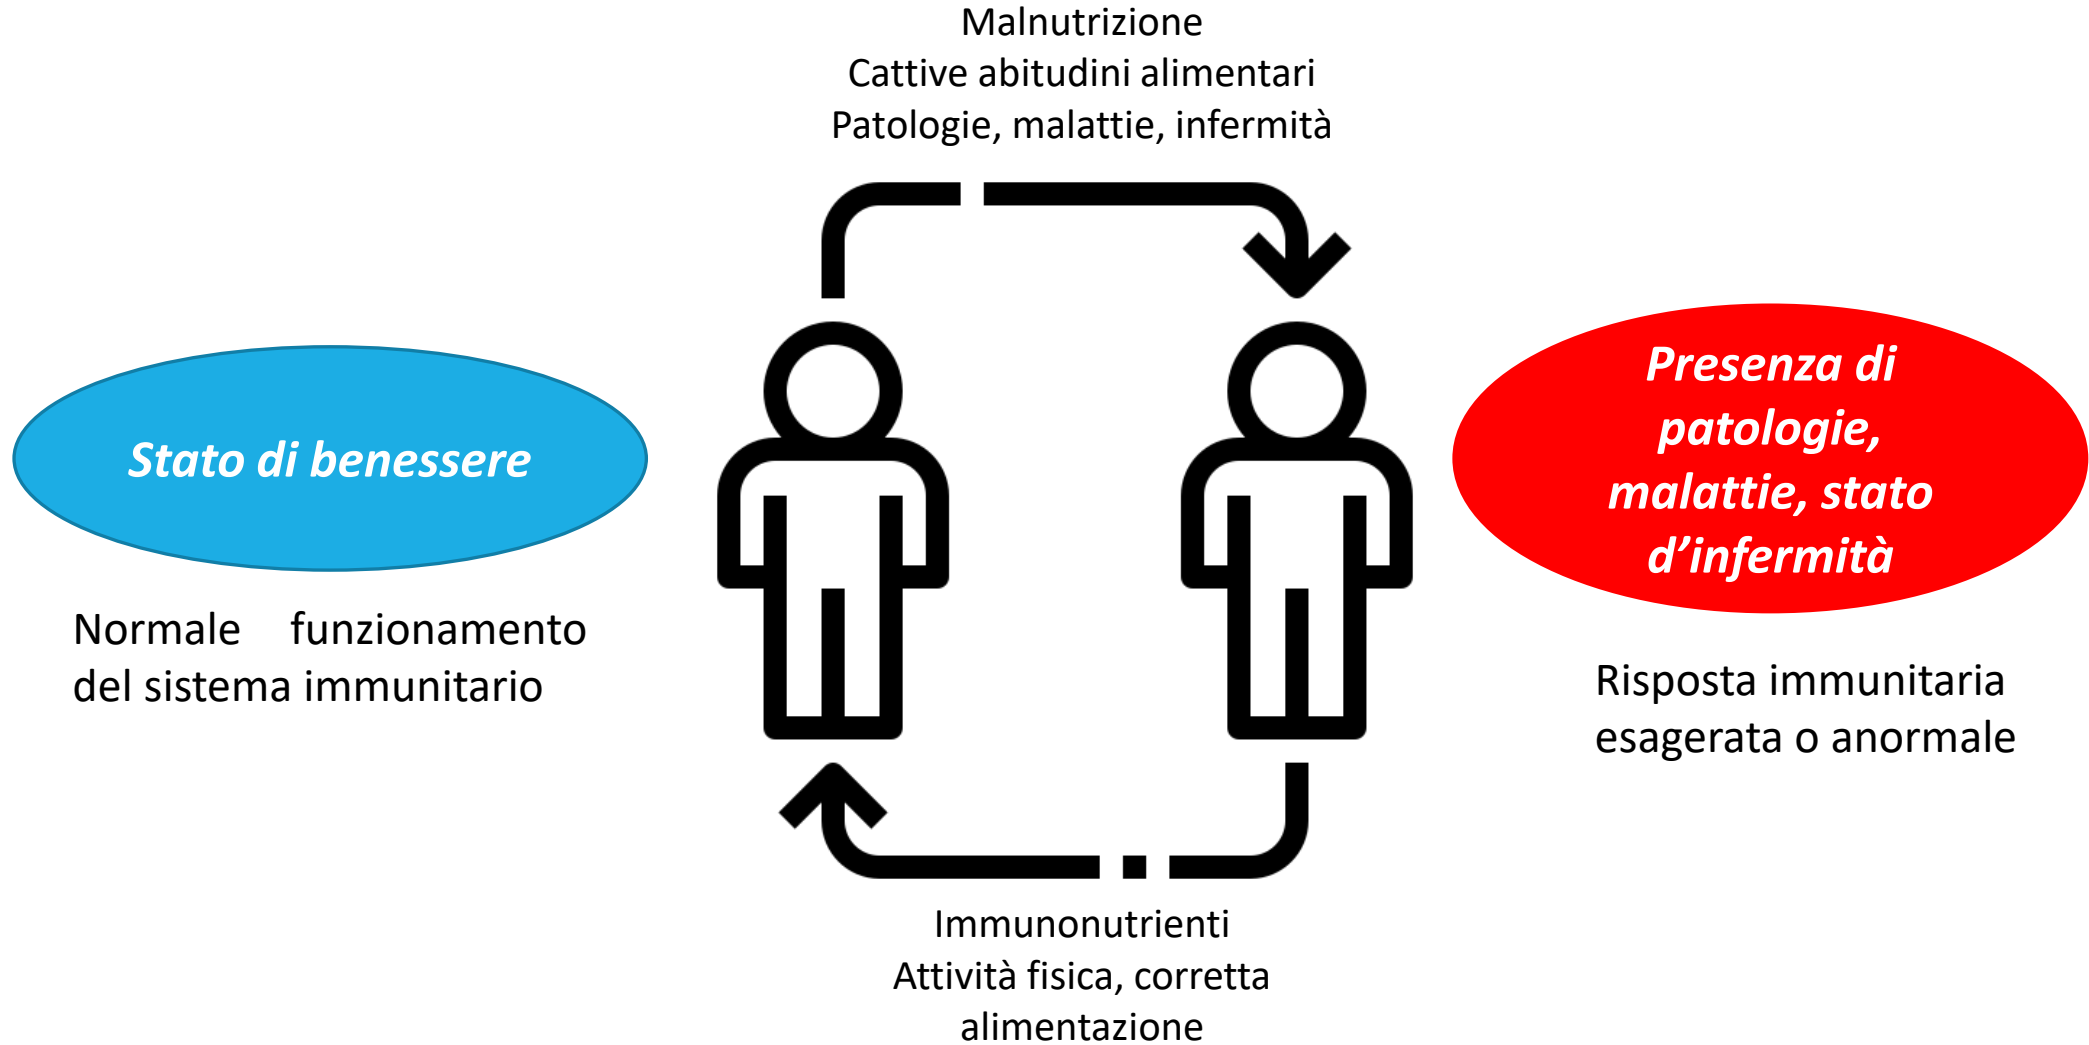 Malnutrizione
Cattive abitudini alimentari
Patologie, malattie, infermità
Stato di benessere
Normale funzionamento
del sistema immunitario
Presenza di
patologie,
malattie, stato
d’infermità
Risposta immunitaria
esagerata o anormale
Immunonutrienti
Attività fisica, corretta
alimentazione